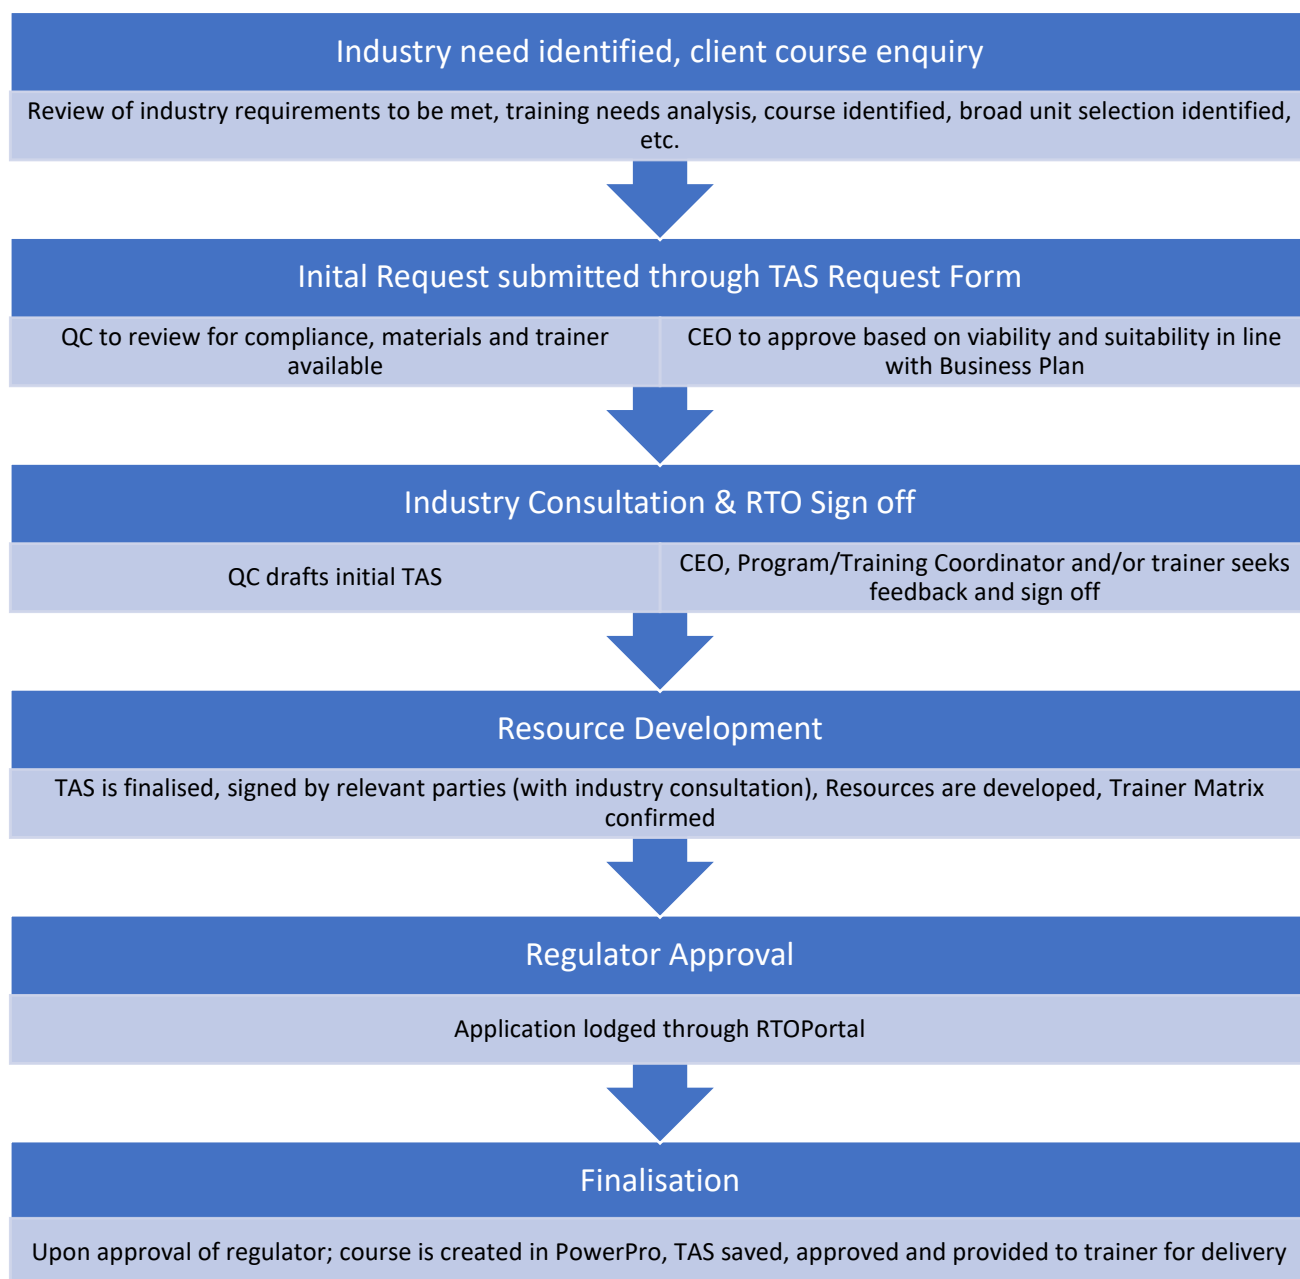 Industry need identified, client course enquiry
Review of industry requirements to be met, training needs analysis, course identified, broad unit selection identified,
etc.
Inital Request submitted through TAS Request Form
QC to review for compliance, materials and trainer
available
CEO to approve based on viability and suitability in line
with Business Plan
Industry Consultation & RTO Sign off
QC drafts initial TAS
CEO, Program/Training Coordinator and/or trainer seeks
feedback and sign off
Resource Development
TAS is finalised, signed by relevant parties (with industry consultation), Resources are developed, Trainer Matrix
confirmed
Regulator Approval
Application lodged through RTOPortal
Finalisation
Upon approval of regulator; course is created in PowerPro, TAS saved, approved and provided to trainer for delivery